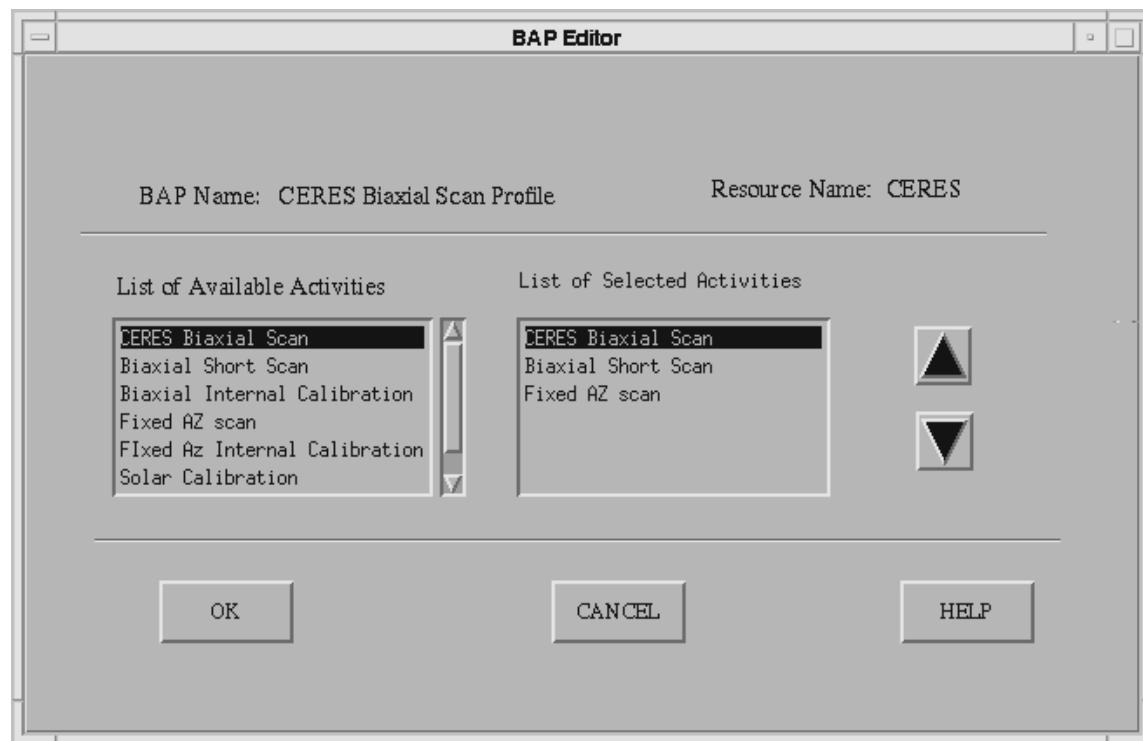 BAP Editor
BAP Name: CERES Biaxial Scan Profile
Resource Name: CERES
List of Available Activities
CERES Biaxial Scan
Biaxial Short Scan
Biaxial Internal Calibration
Fixed AZ scan
FIxed Az Internal Calibration
Solar Calibration
List of Selected Activities
CERES Biaxial Scan
Biaxial Short Scan
Fixed AZ scan
OK
CANCEL
HELP